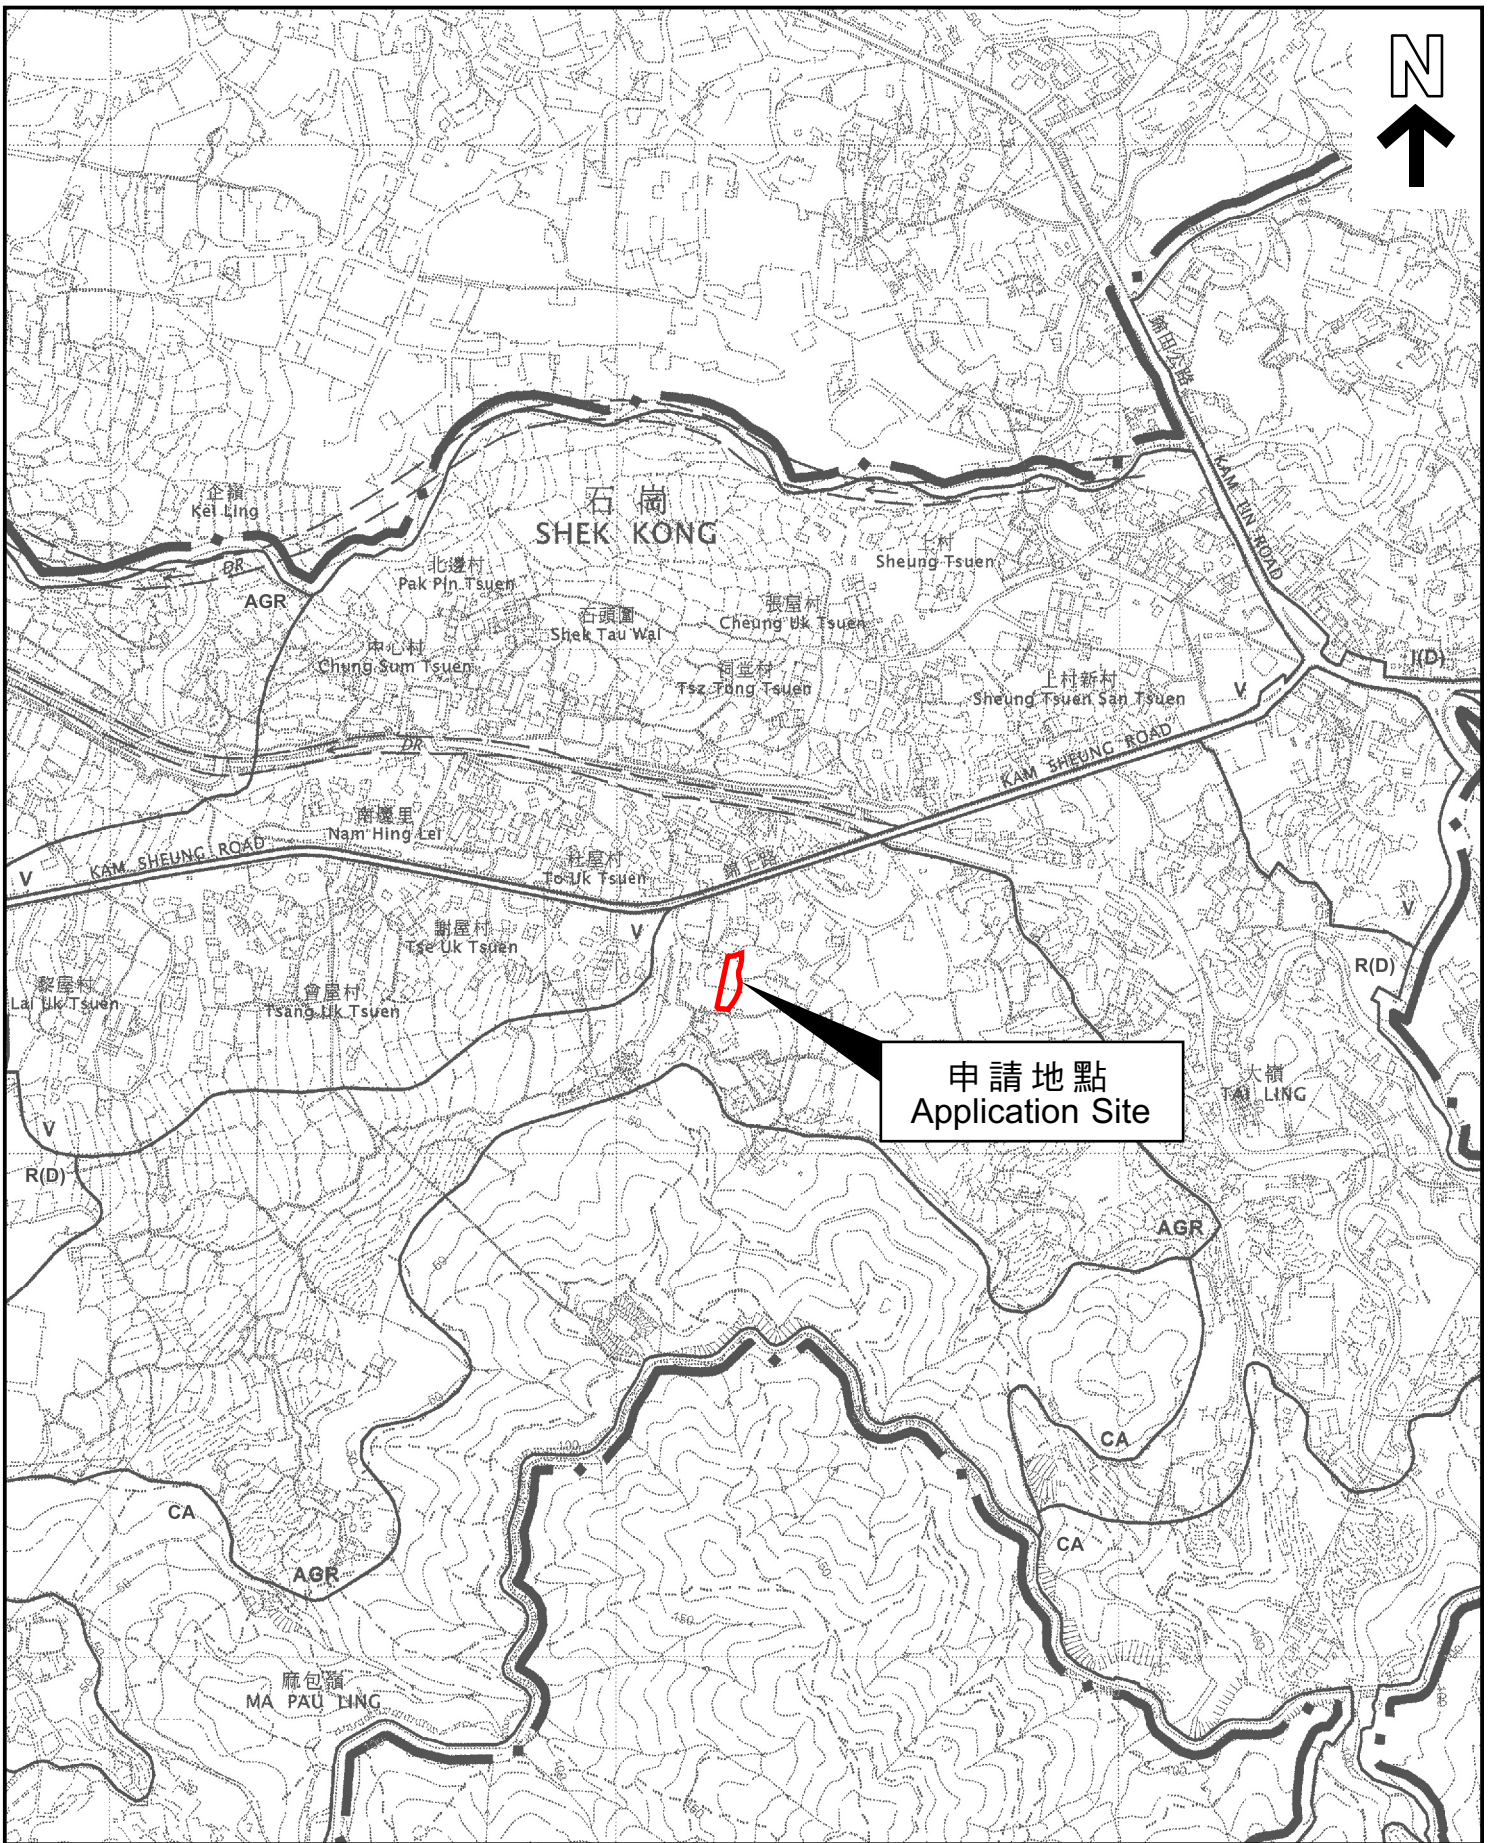 N
錦田公路
企嶺
Kei Ling
石崗
SHEK KONG
KAM TIN ROAD
上村
Sheung Tsuen
DR
北邊村
Pak Pin Tsuen
AGR
石頭圍
Shek Tau Wai
張屋村
Cheung Uk Tsuen
中心村
Chung Sum Tsuen
祠堂村
Tsz Tong Tsuen
上村新村
Sheung Tsuen San Tsuen
V
I(D)
DR
KAM SHEUNG ROAD
Nam Hing Lei
KAM SHEUNG ROAD
杜屋村
To Uk Tsuen
錦上路
V
謝屋村
Tse Uk Tsuen
V
V
R(D)
黎屋村
Lai Uk Tsuen
曾屋村
Tsang Uk Tsuen
申請地點
Application Site
大嶺
TAI LING
V
R(D)
AGR
CA
CA
CA
AGR
麻包嶺
MA PAU LING